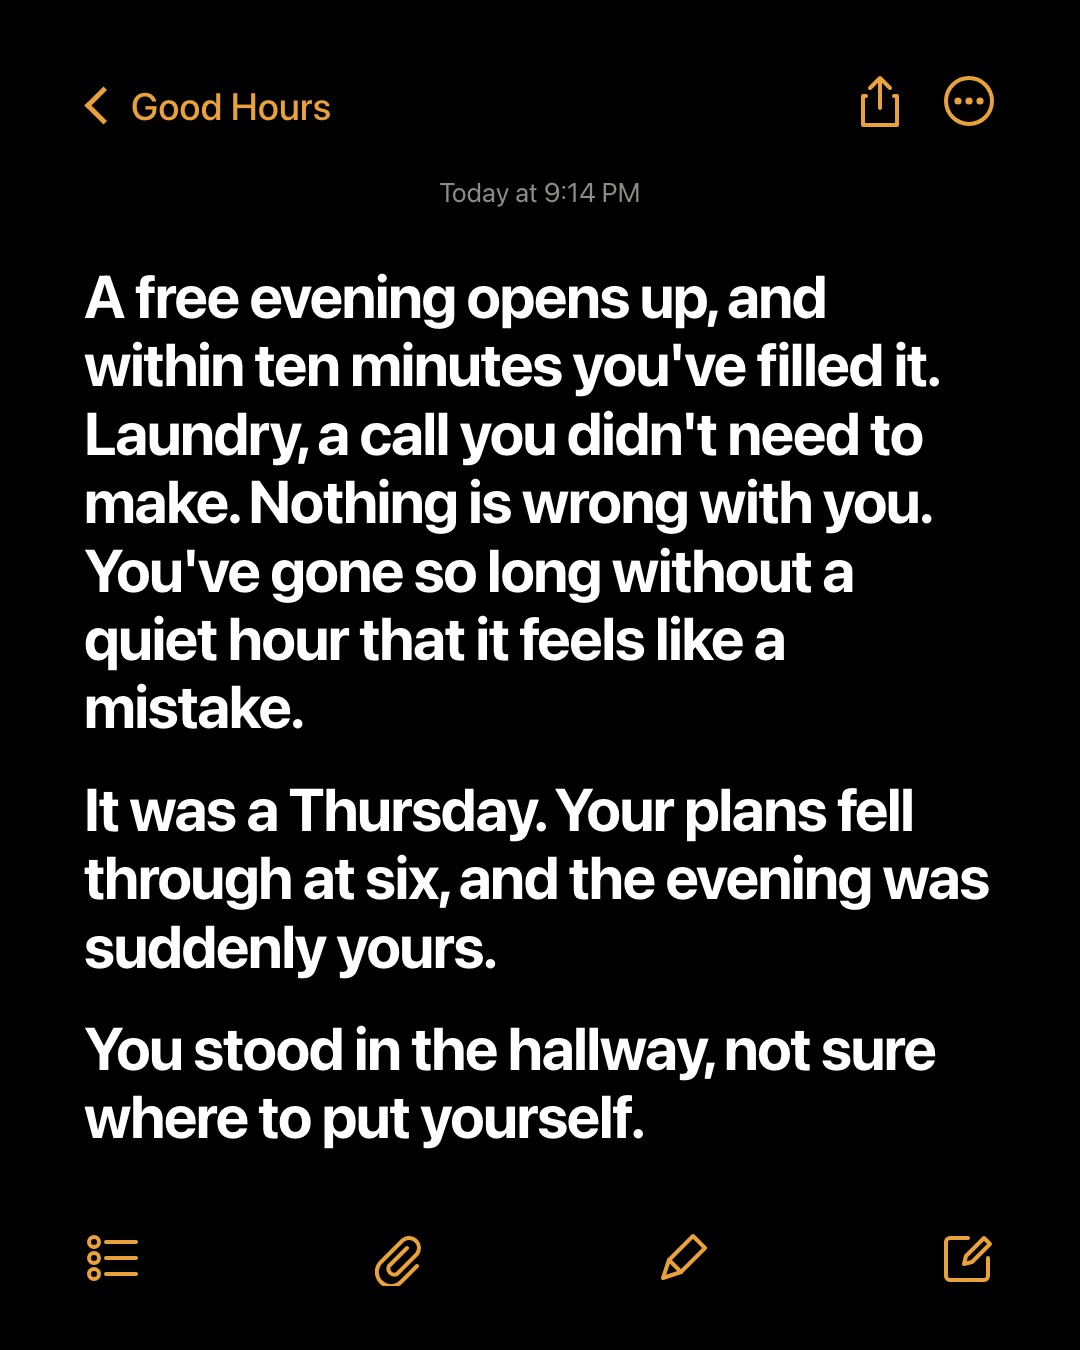 Good Hours
Today at 9:14 PM
A free evening opens up, and
within ten minutes you've filled it.
Laundry, a call you didn't need to
make. Nothing is wrong with you.
You've gone so long without a
quiet hour that it feels like a
mistake.
It was a Thursday. Your plans fell
through at six, and the evening was
suddenly yours.
You stood in the hallway, not sure
where to put yourself.